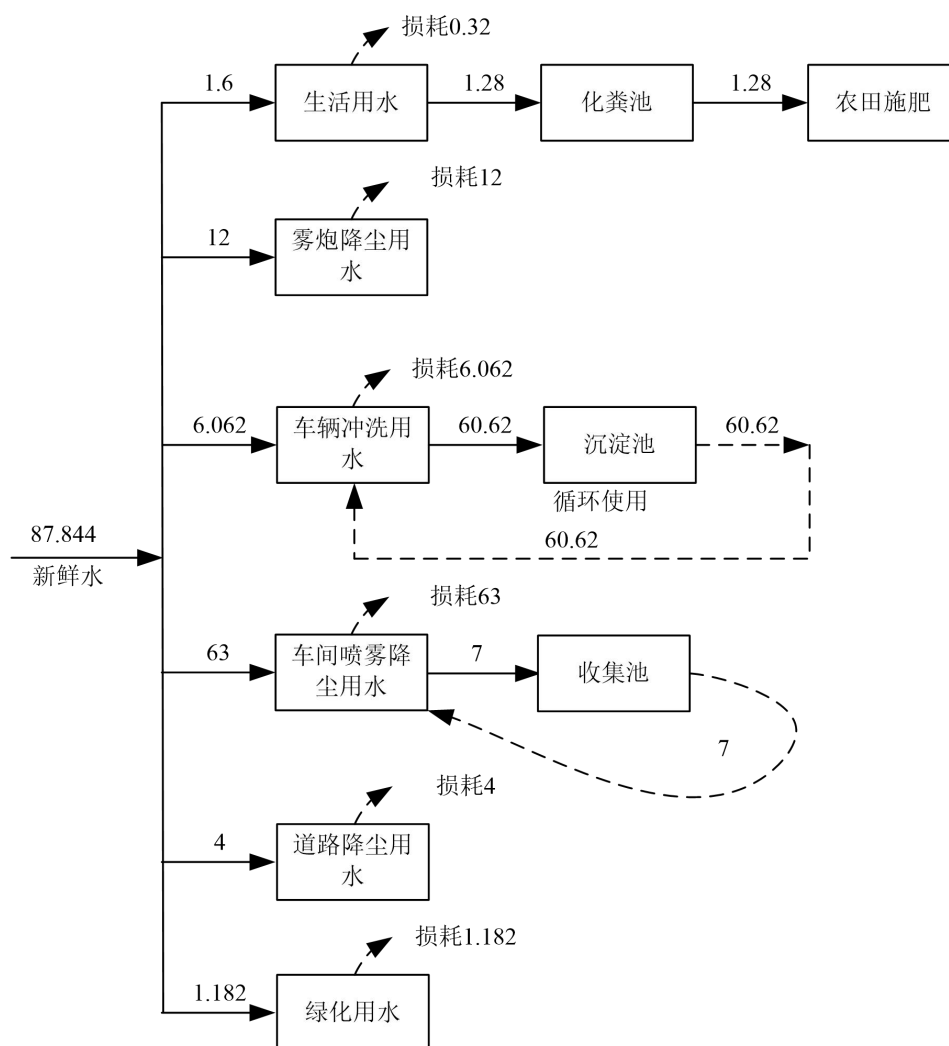 损耗0.32
1.6
生活用水
1.28
化粪池
1.28
农田施肥
损耗12
12
雾炮降尘用
水
损耗6.062
6.062
车辆冲洗用
水
60.62
沉淀池
60.62
循环使用
60.62
87.844
新鲜水
损耗63
63
车间喷雾降
尘用水
7
收集池
7
损耗4
4
道路降尘用
水
损耗1.182
1.182
绿化用水